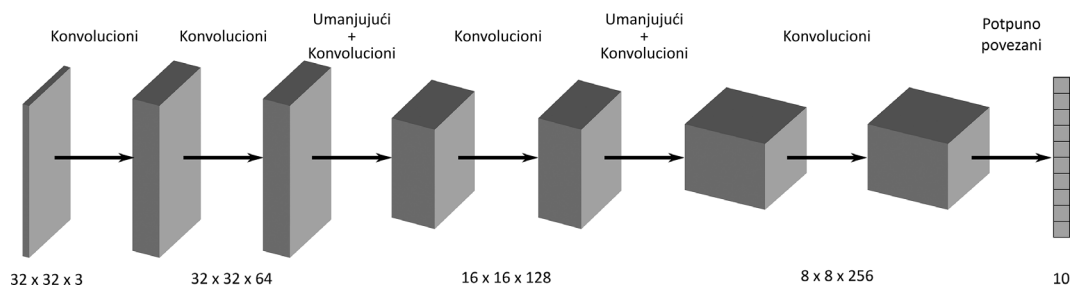 Konvolucioni
Konvolucioni
Umanjujući
+
Konvolucioni
Konvolucioni
Umanjujući
+
Konvolucioni
Konvolucioni
Potpuno
povezani
32 x 32 x 3
32 x 32 x 64
16 x 16 x 128
8 x 8 x 256
10